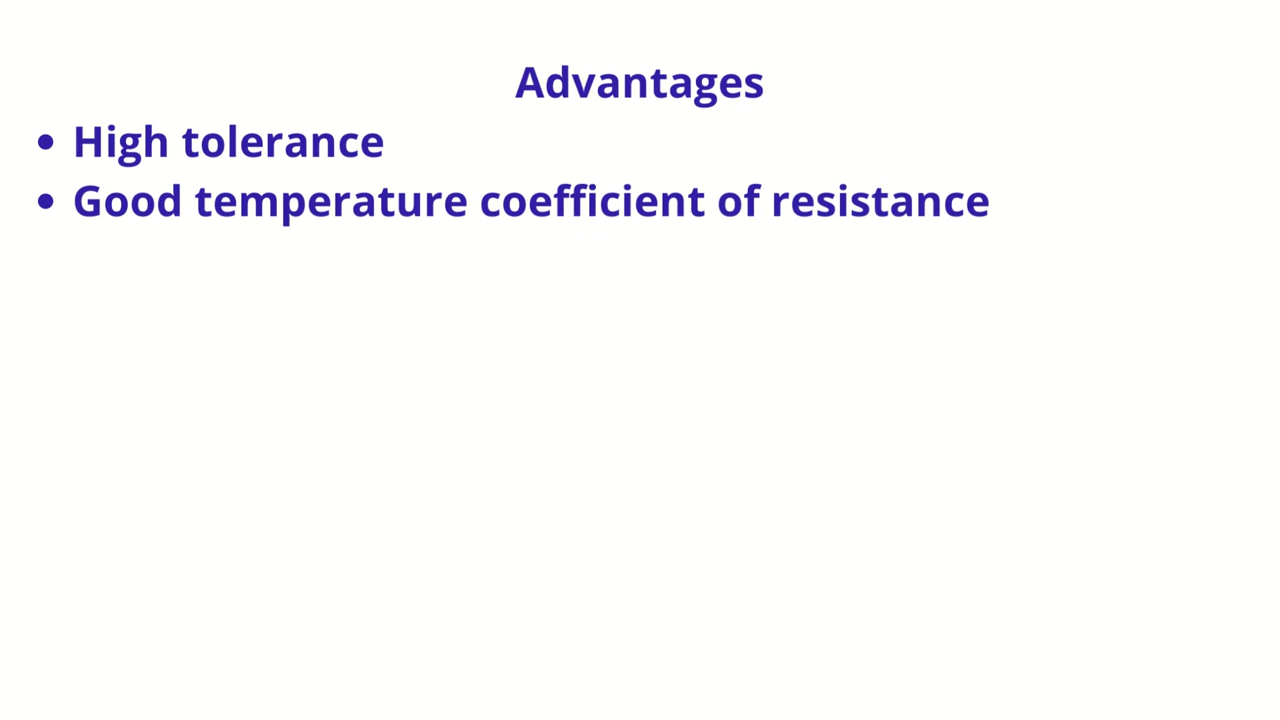 Advantages
• High tolerance
• Good temperature coefficient of resistance